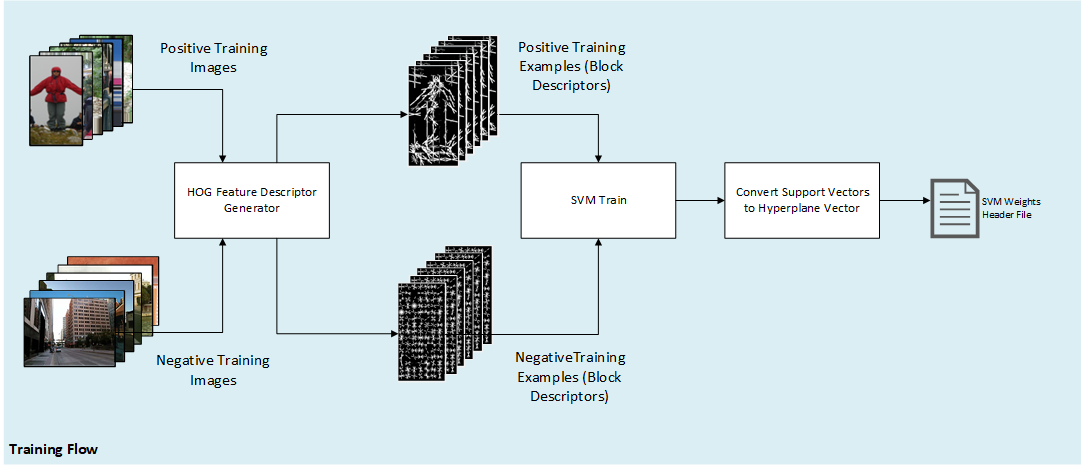 Positive Training
Images
Positive Training
Examples (Block
Descriptors)
HOG Feature Descriptor
Generator
SVM Train
Convert Support Vectors
to Hyperplane Vector
SVM Weights
Header File
Negative Training
Images
NegativeTraining
Examples (Block
Descriptors)
Training Flow